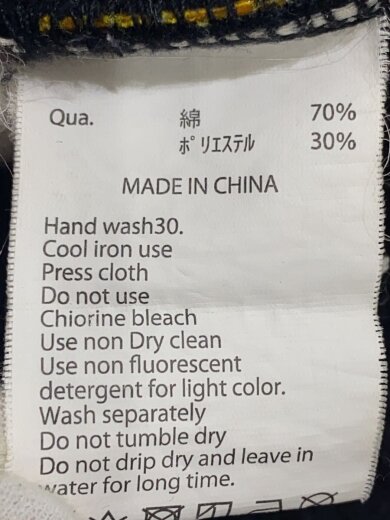 Qua. 綿 70%
ポリエステル 30%
MADE IN CHINA
Hand wash30.
Cool iron use
Press cloth
Do not use
Chiorine bleach
Use non Dry clean
Use non fluorescent
detergent for light color.
Wash separately
Do not tumble dry
Do not drip dry and leave in
water for long time.